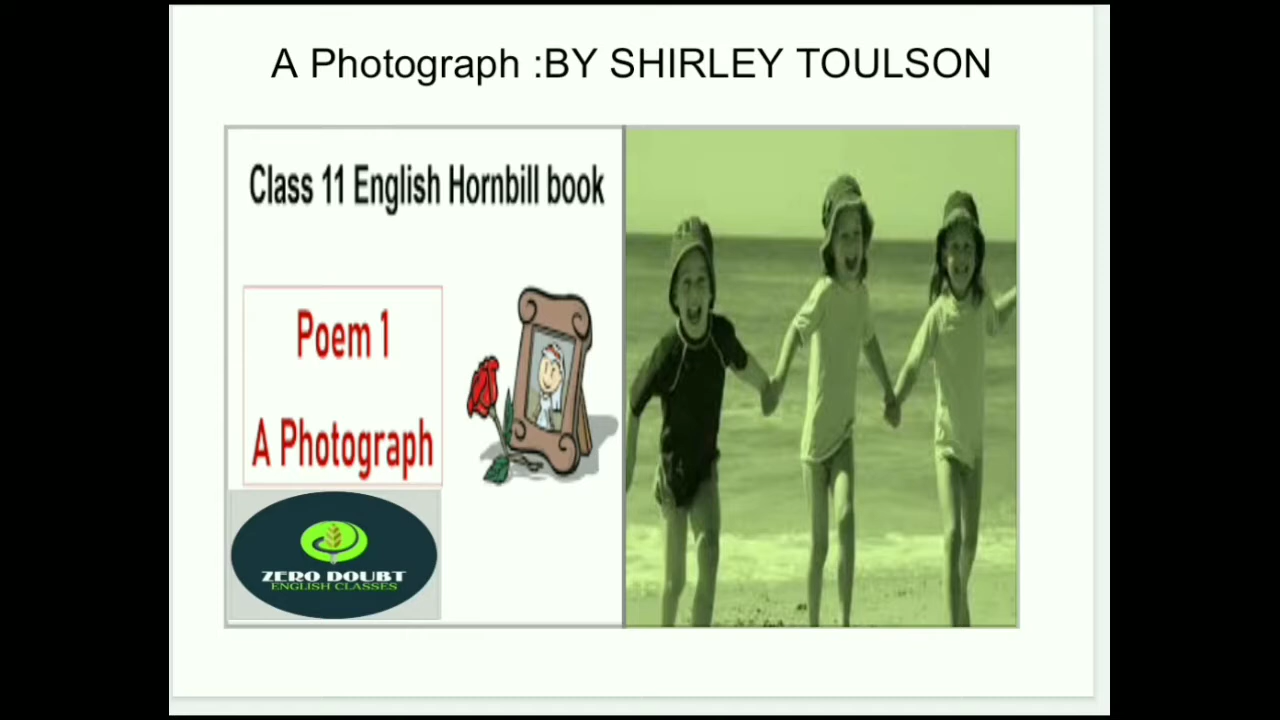 A Photograph :BY SHIRLEY TOULSON
Class 11 English Hornbill book
Poem 1
A Photograph
ZERO DOUBT
ENGLISH CLASSES